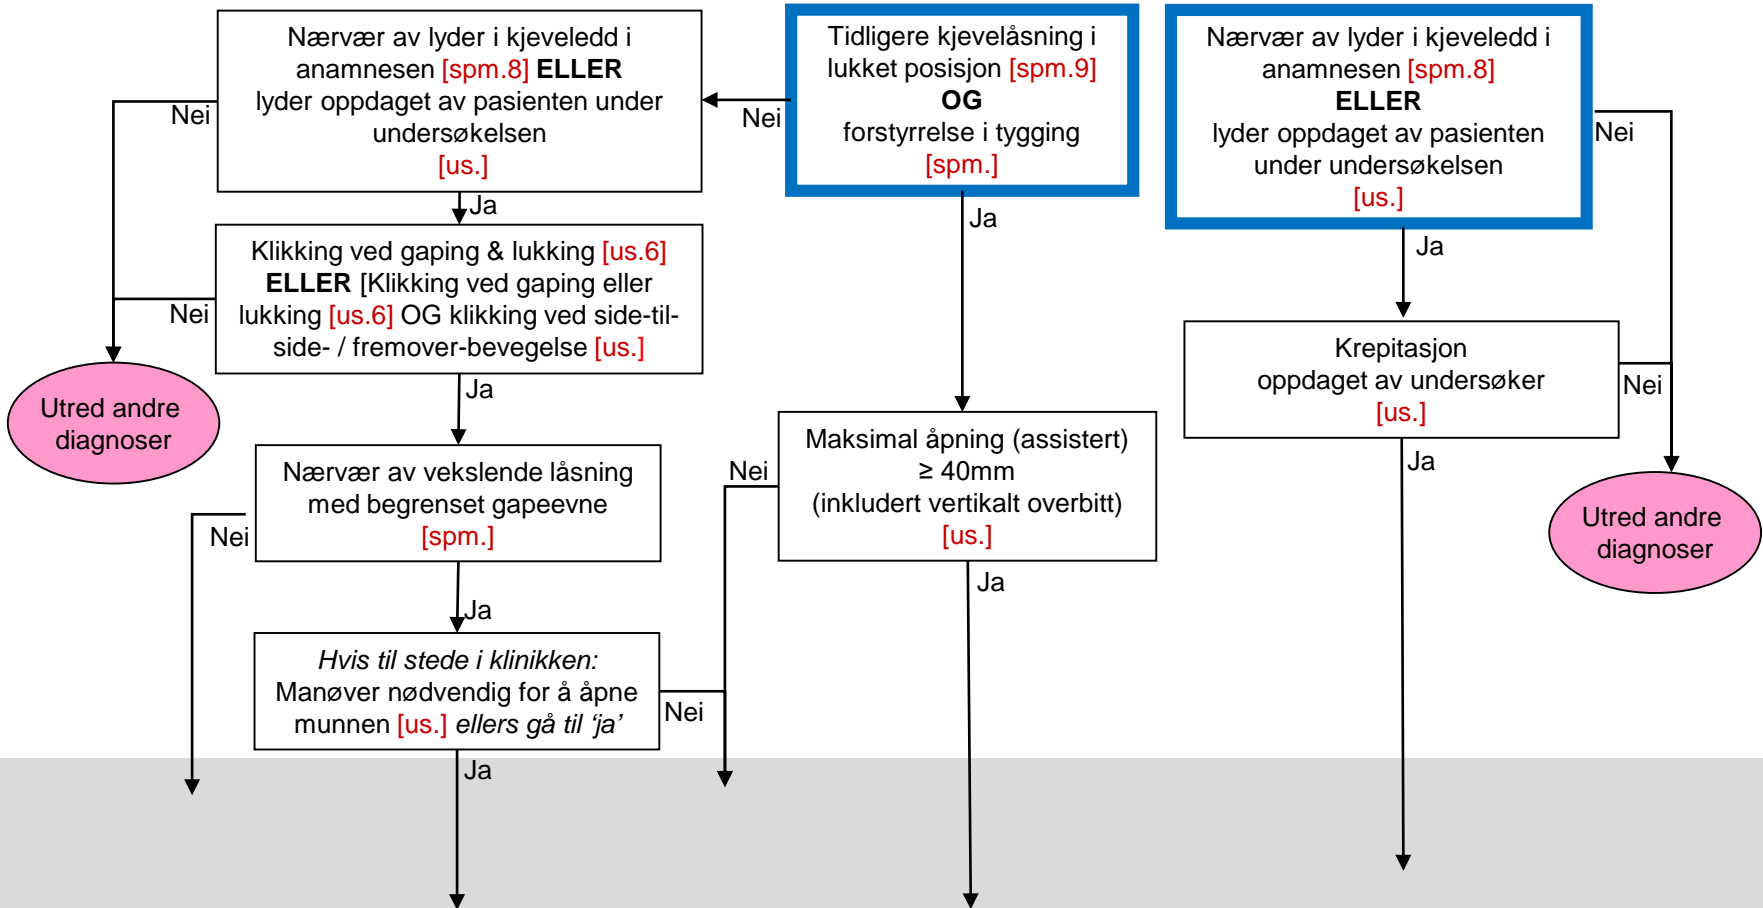 Nærvær av lyder i kjeveledd i
anamnesen [spm.8] ELLER
lyder oppdaget av pasienten under
undersøkelsen
[us.]
Nei
Ja
Klikking ved gaping & lukking [us.6]
ELLER [Klikking ved gaping eller
lukking [us.6] OG klikking ved side-til-
side- / fremover-bevegelse [us.]
Nei
Ja
Utred andre
diagnoser
Nærvær av vekslende låsning
med begrenset gapeevne
[spm.]
Nei
Ja
Hvis til stede i klinikken:
Manøver nødvendig for å åpne
munnen [us.] ellers gå til ‘ja’
Nei
Ja
Tidligere kjevelåsning i
lukket posisjon [spm.9]
OG
forstyrrelse i tygging
[spm.]
Nei
Ja
Maksimal åpning (assistert)
≥ 40mm
(inkludert vertikalt overbitt)
[us.]
Nei
Ja
Nærvær av lyder i kjeveledd i
anamnesen [spm.8]
ELLER
lyder oppdaget av pasienten
under undersøkelsen
[us.]
Nei
Ja
Krepitasjon
oppdaget av undersøker
[us.]
Nei
Ja
Utred andre
diagnoser